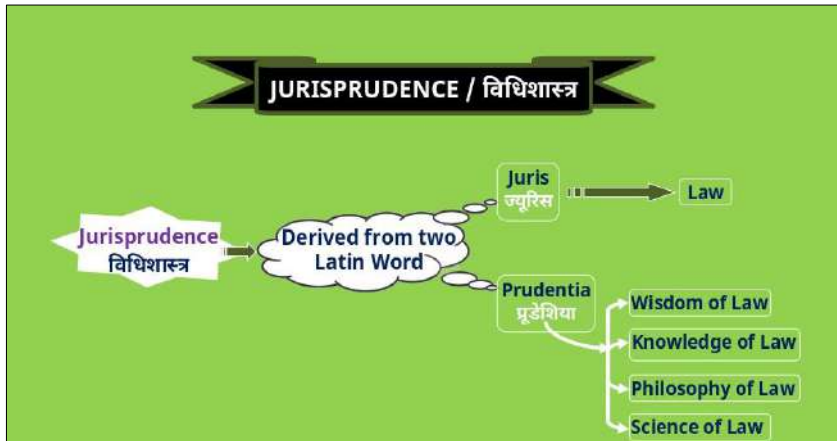 JURISPRUDENCE / विधिशास्त्र
Jurisprudence
विधिशास्त्र
Derived from two
Latin Word
Juris
ज्यूरिस
Law
Prudentia
प्रूडेशिया
Wisdom of Law
Knowledge of Law
Philosophy of Law
Science of Law